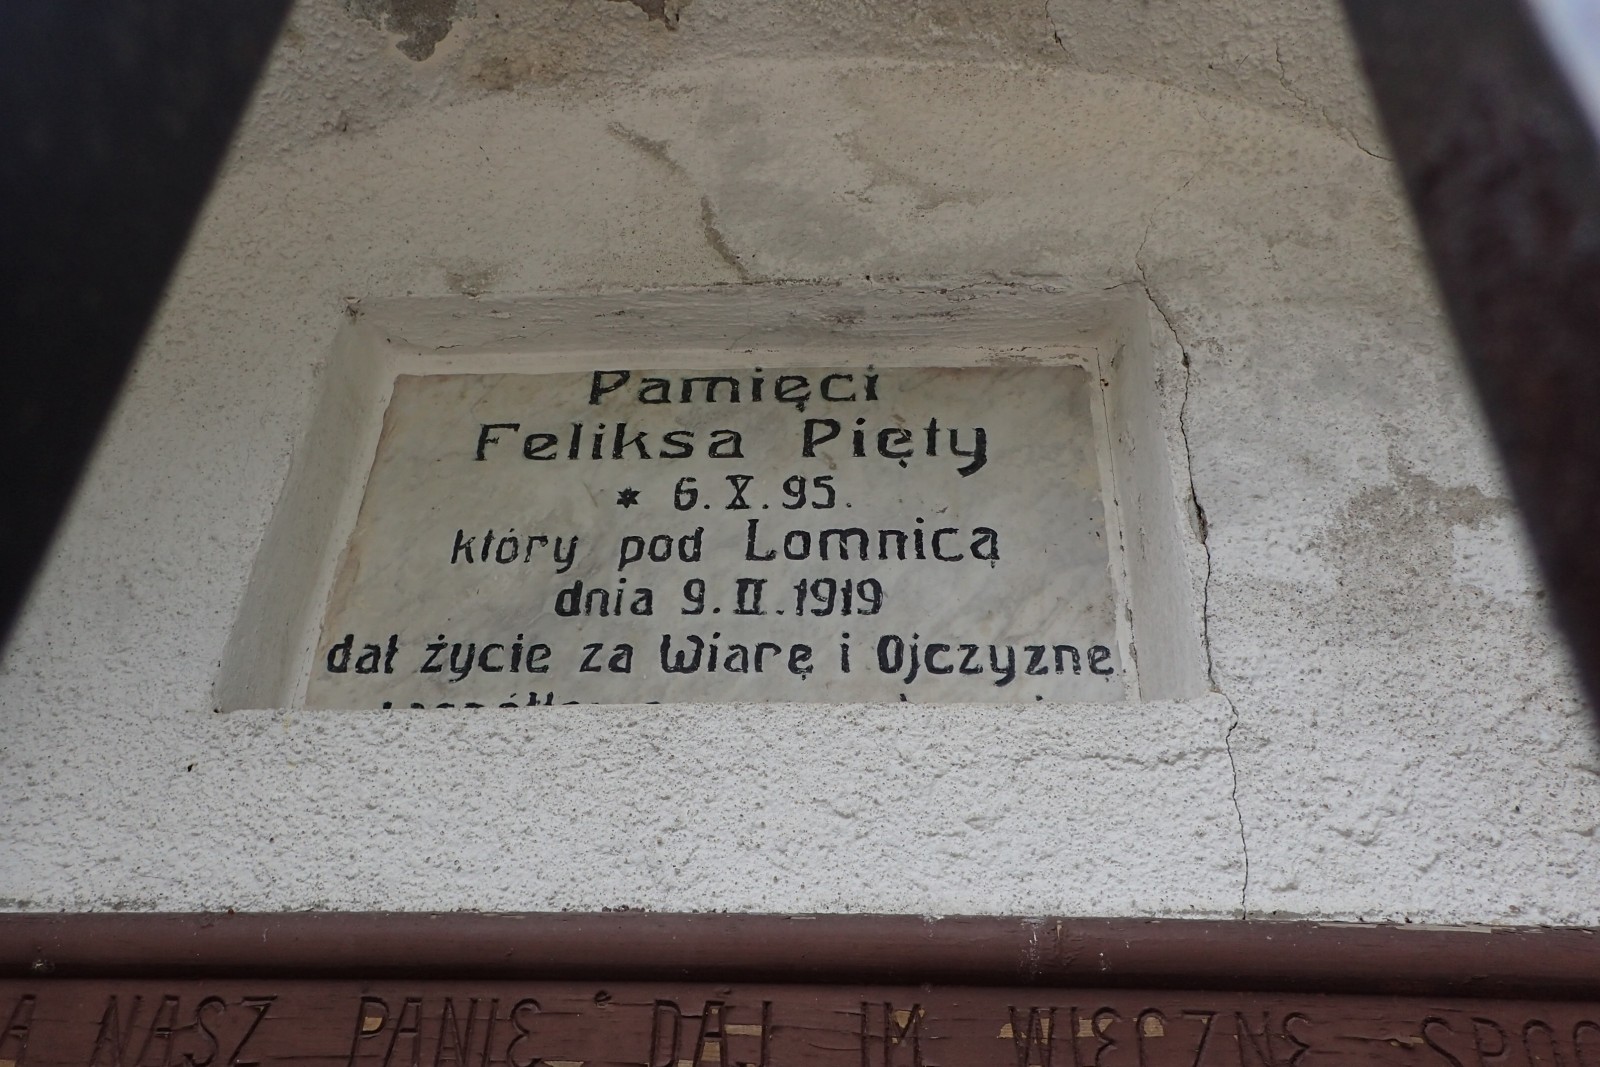 Pamięci
Feliksa Pięty
* 6.X.95.
który pod Lomnicą
dnia 9.II.1919
dał życie za Wiarę i Ojczyznę
A NASZ PANIE DAJ IM WIECZNE